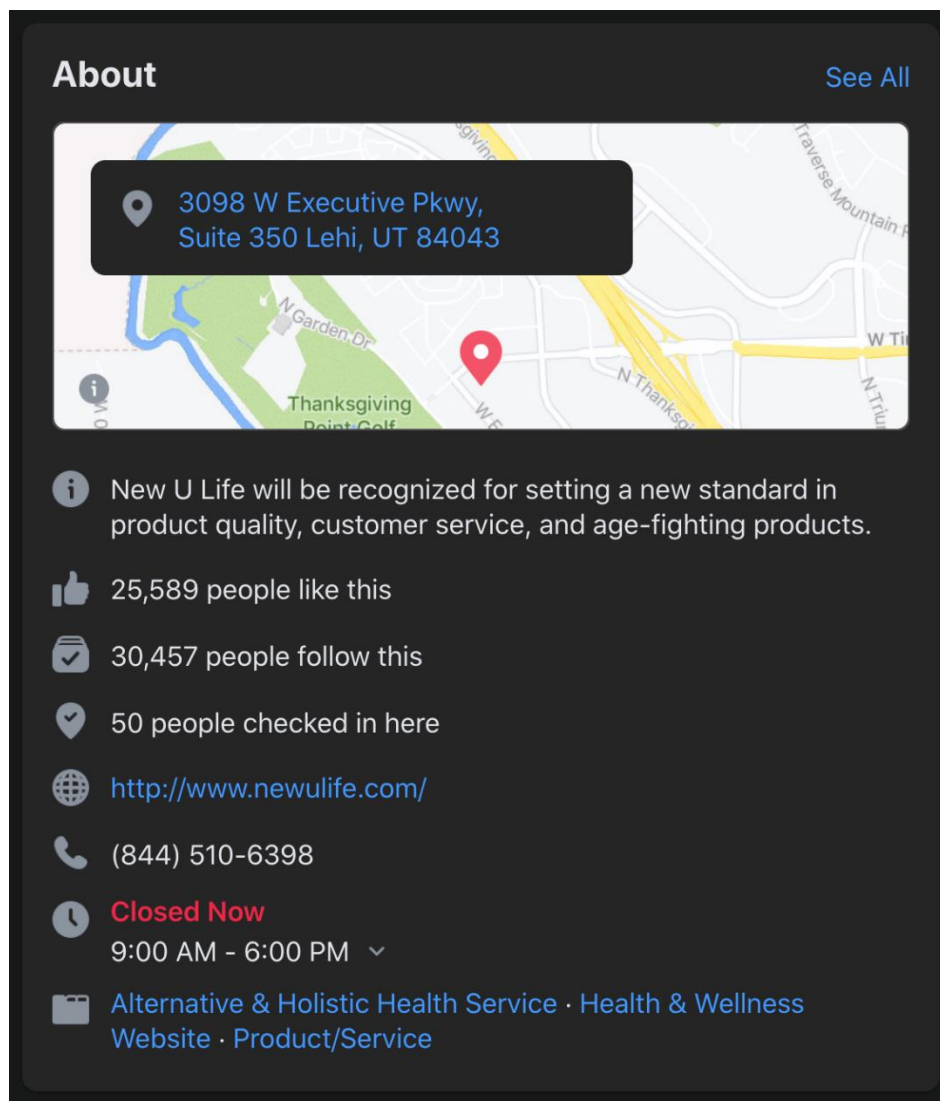 About
See All
3098 W Executive Pkwy,
Suite 350 Lehi, UT 84043
Traverse Mountain
N Garden Dr
W
Thanksgiving
Point Golf
New U Life will be recognized for setting a new standard in
product quality, customer service, and age-fighting products.
25,589 people like this
30,457 people follow this
50 people checked in here
http://www.newulife.com/
(844) 510-6398
Closed Now
9:00 AM - 6:00 PM
Alternative & Holistic Health Service · Health & Wellness
Website · Product/Service